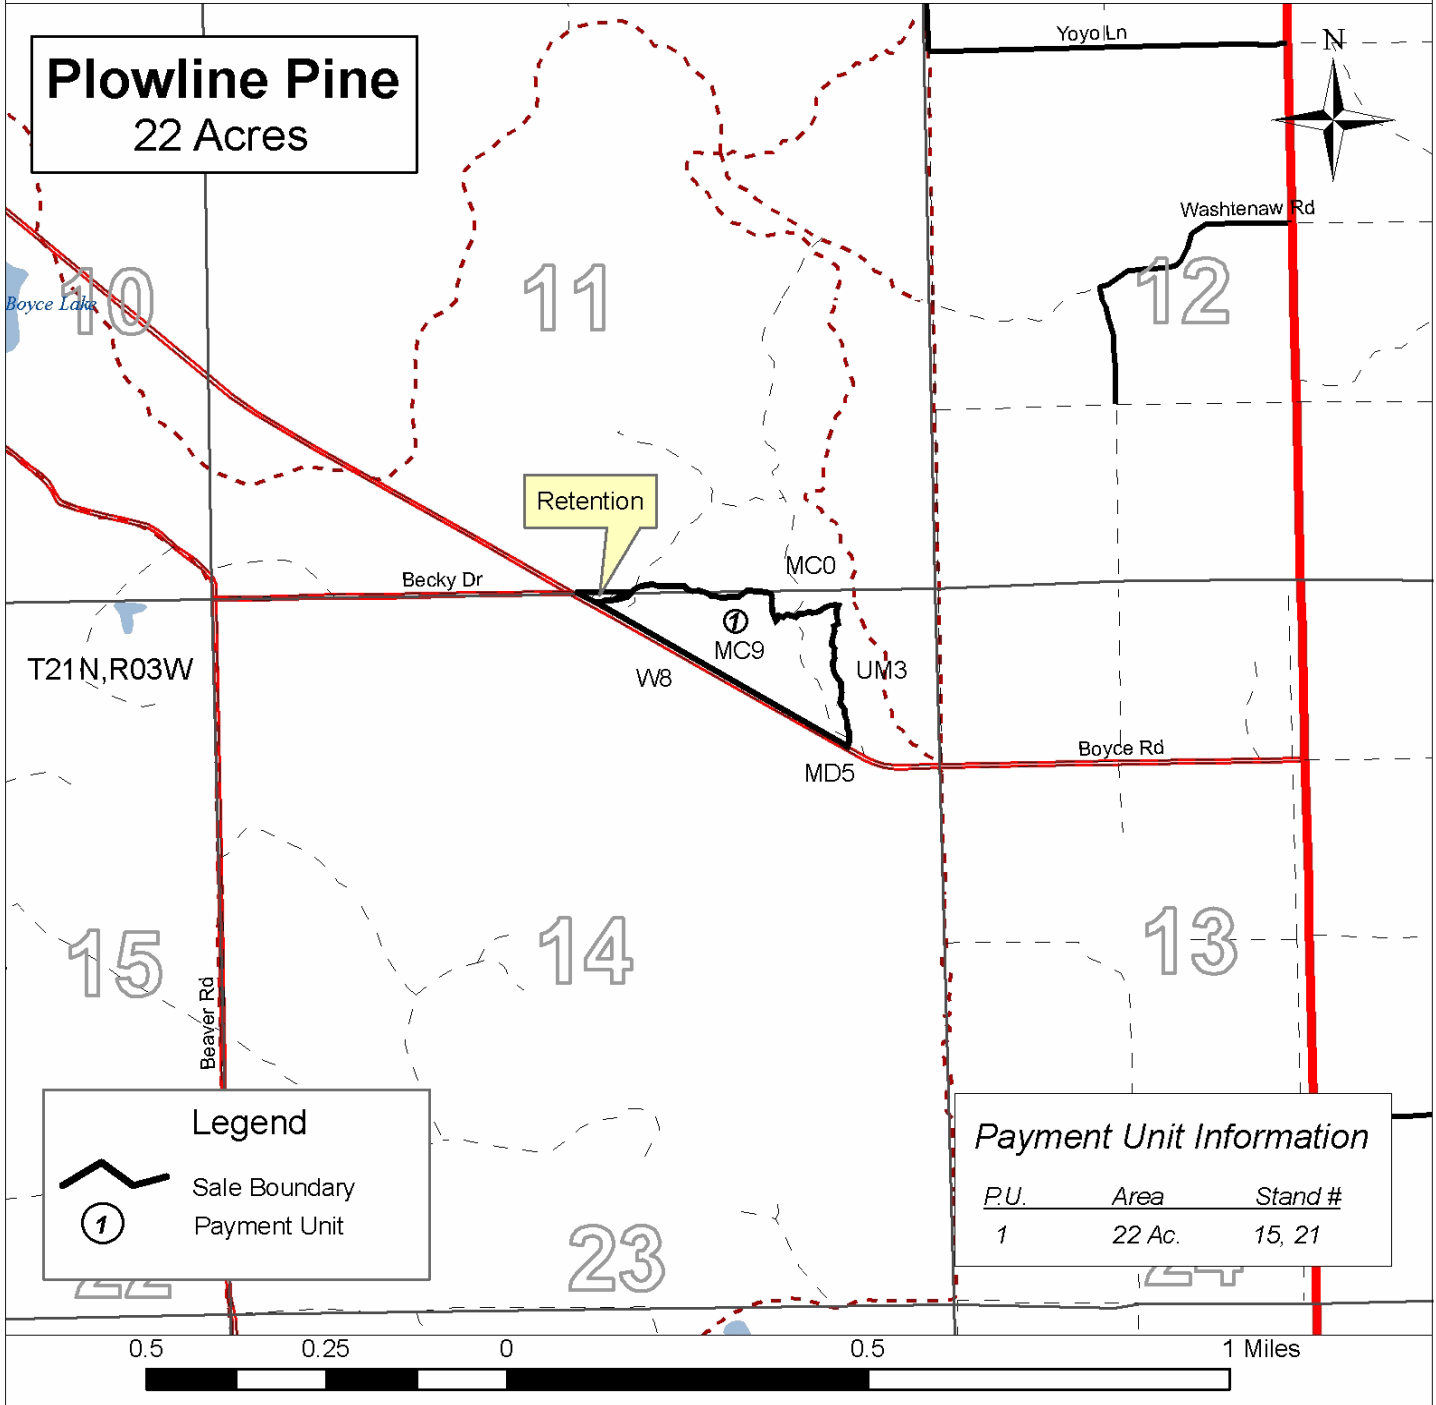 Plowline Pine
22 Acres
Yoyo Ln
N
Washtenaw Rd
10
11
12
Boyce Lake
Retention
MC0
Becky Dr
1
MC9
T21N,R03W
W8
UM3
Boyce Rd
MD5
15
14
13
Beaver Rd
Legend
Sale Boundary
1
Payment Unit
Payment Unit Information
P.U. Area Stand #
1 22 Ac. 15, 21
22
23
24
0.5 0.25 0 0.5 1 Miles